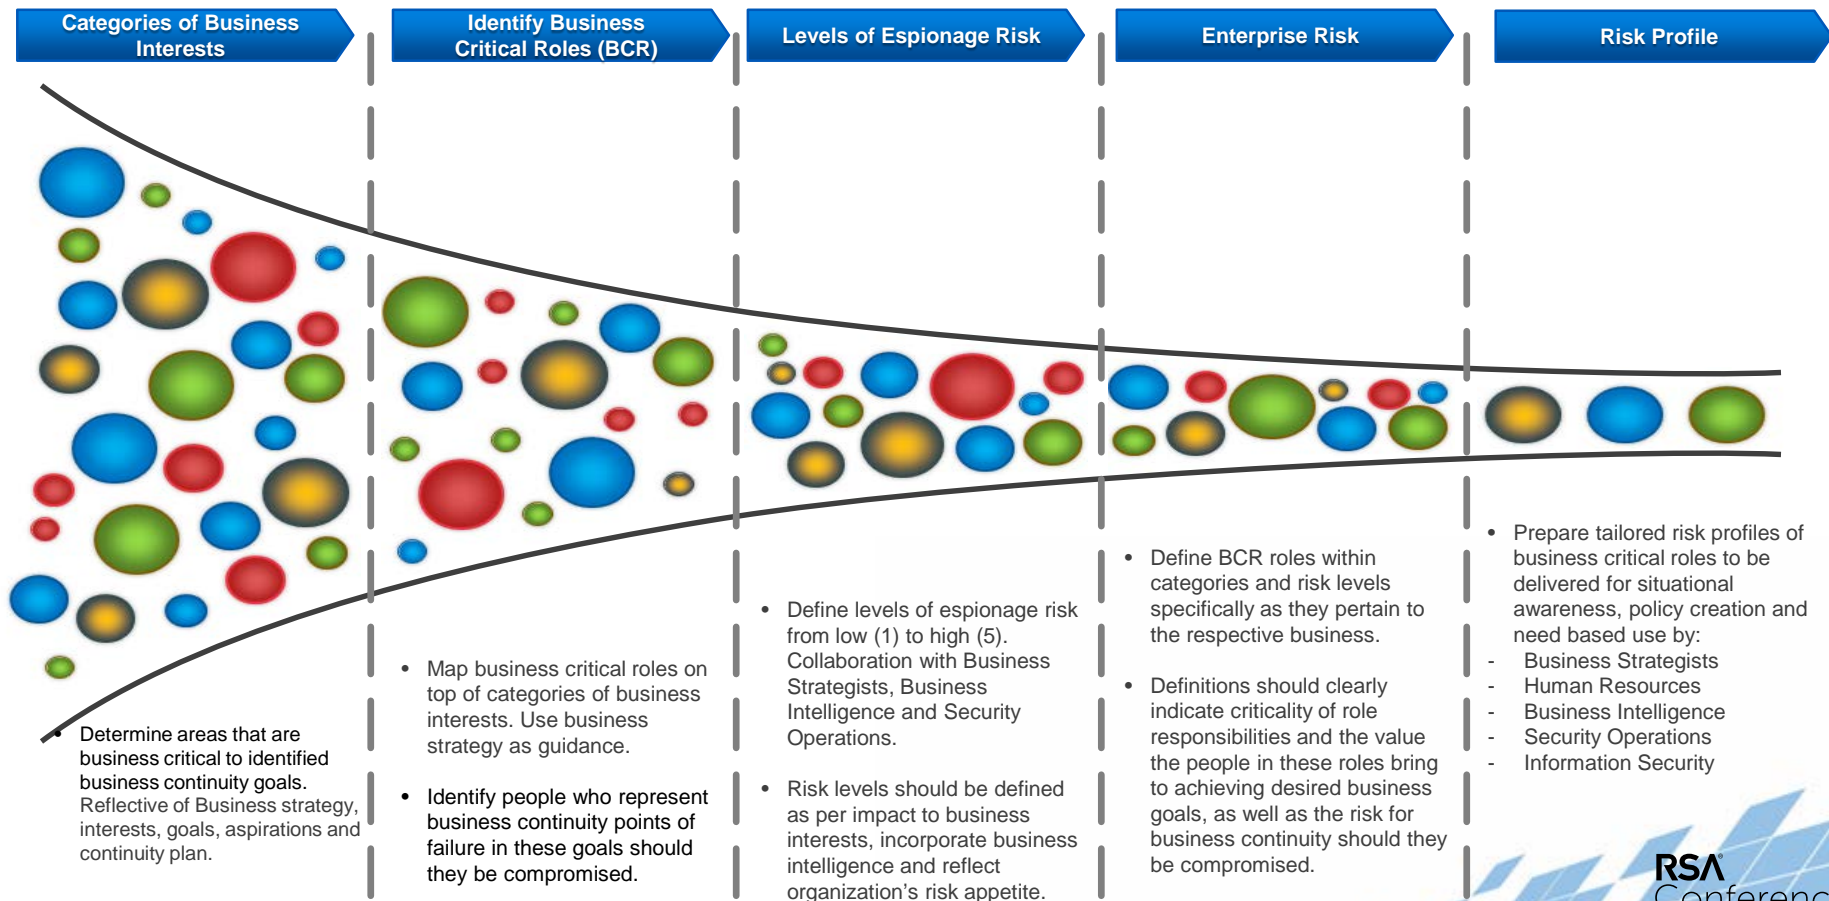 Categories of Business
Interests
Identify Business
Critical Roles (BCR)
Levels of Espionage Risk
Enterprise Risk
Risk Profile
• Determine areas that are
business critical to identified
business continuity goals.
Reflective of Business strategy,
interests, goals, aspirations and
continuity plan.
• Map business critical roles on
top of categories of business
interests. Use business
strategy as guidance.
• Identify people who represent
business continuity points of
failure in these goals should
they be compromised.
• Define levels of espionage risk
from low (1) to high (5).
Collaboration with Business
Strategists, Business
Intelligence and Security
Operations.
• Risk levels should be defined
as per impact to business
interests, incorporate business
intelligence and reflect
organization's risk appetite.
• Define BCR roles within
categories and risk levels
specifically as they pertain to
the respective business.
• Definitions should clearly
indicate criticality of role
responsibilities and the value
the people in these roles bring
to achieving desired business
goals, as well as the risk for
business continuity should they
be compromised.
• Prepare tailored risk profiles of
business critical roles to be
delivered for situational
awareness, policy creation and
need based use by:
- Business Strategists
- Human Resources
- Business Intelligence
- Security Operations
- Information Security
RSA
Conferenc